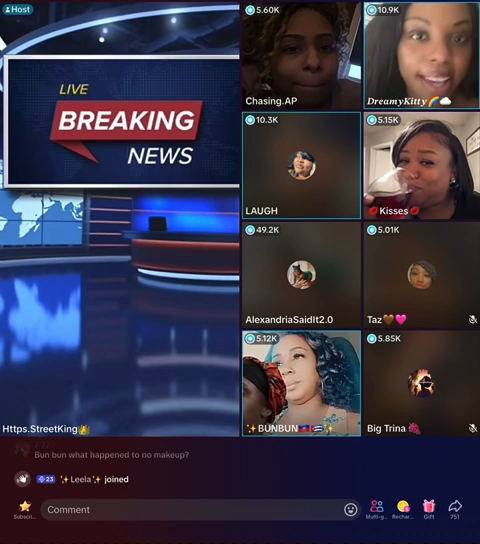 Host
LIVE
BREAKING
NEWS
Https.StreetKing👑
5.60K
Chasing.AP
10.9K
DreamyKitty🌈☁️
10.3K
LAUGH
5.15K
💋Kisses💋
49.2K
AlexandriaSaidIt2.0
5.01K
Taz🤎🩷
5.12K
✨BUNBUN🇭🇹🇨🇺✨
5.85K
Big Trina 🍇
Bun bun what happened to no makeup?
23 ✨Leela✨ joined
Comment
Subscri...
Multi-g...
Rechar...
Gift
751